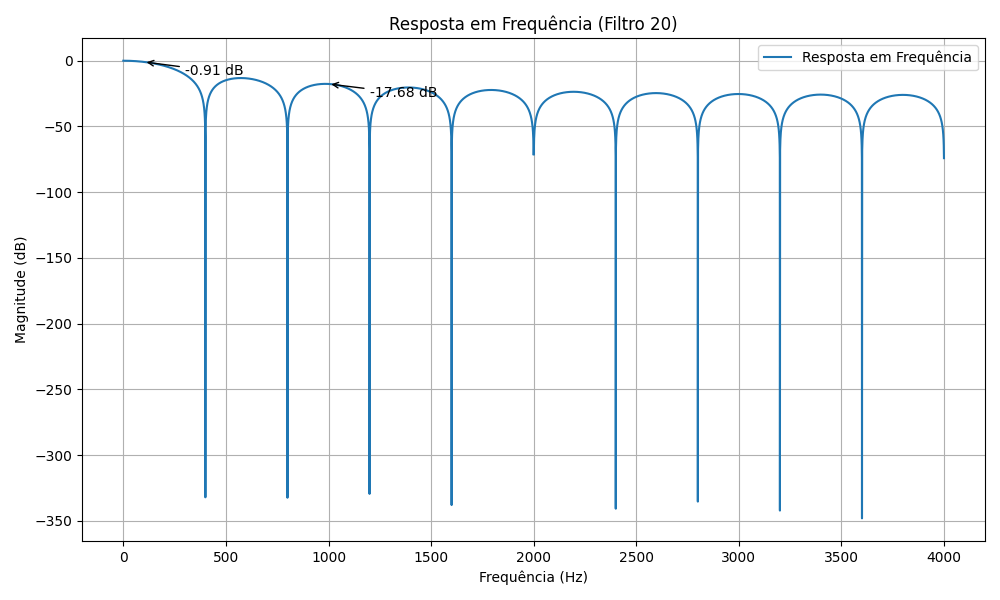 Resposta em Frequência (Filtro 20)
Resposta em Frequência
-0.91 dB
-17.68 dB
Magnitude (dB)
0
−50
−100
−150
−200
−250
−300
−350
0 500 1000 1500 2000 2500 3000 3500 4000
Frequência (Hz)